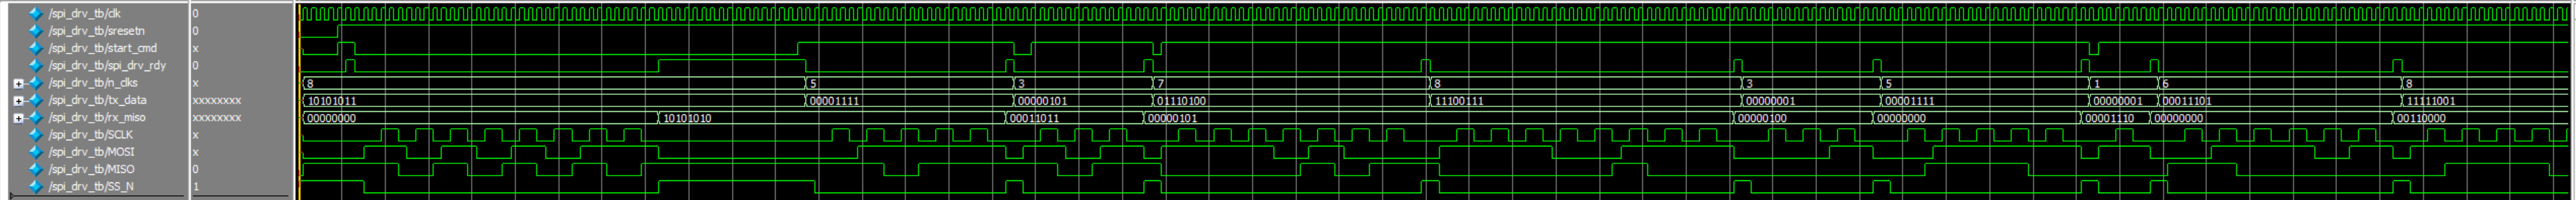 /spi_drv_tb/clk 0
/spi_drv_tb/sresetn 0
/spi_drv_tb/start_cmd x
/spi_drv_tb/spi_drv_rdy 0
/spi_drv_tb/n_clks x 8 5 3 7 8 3 5 1 6 8
/spi_drv_tb/tx_data xxxxxxxx 10101011 00001111 00000101 01110100 11100111 00000001 00001111 00000001 00011101 11111001
/spi_drv_tb/rx_miso xxxxxxxx 00000000 10101010 00011011 00000101 00000100 00000000 00001110 00000000 00110000
/spi_drv_tb/SCLK x
/spi_drv_tb/MOSI x
/spi_drv_tb/MISO 0
/spi_drv_tb/SS_N 1